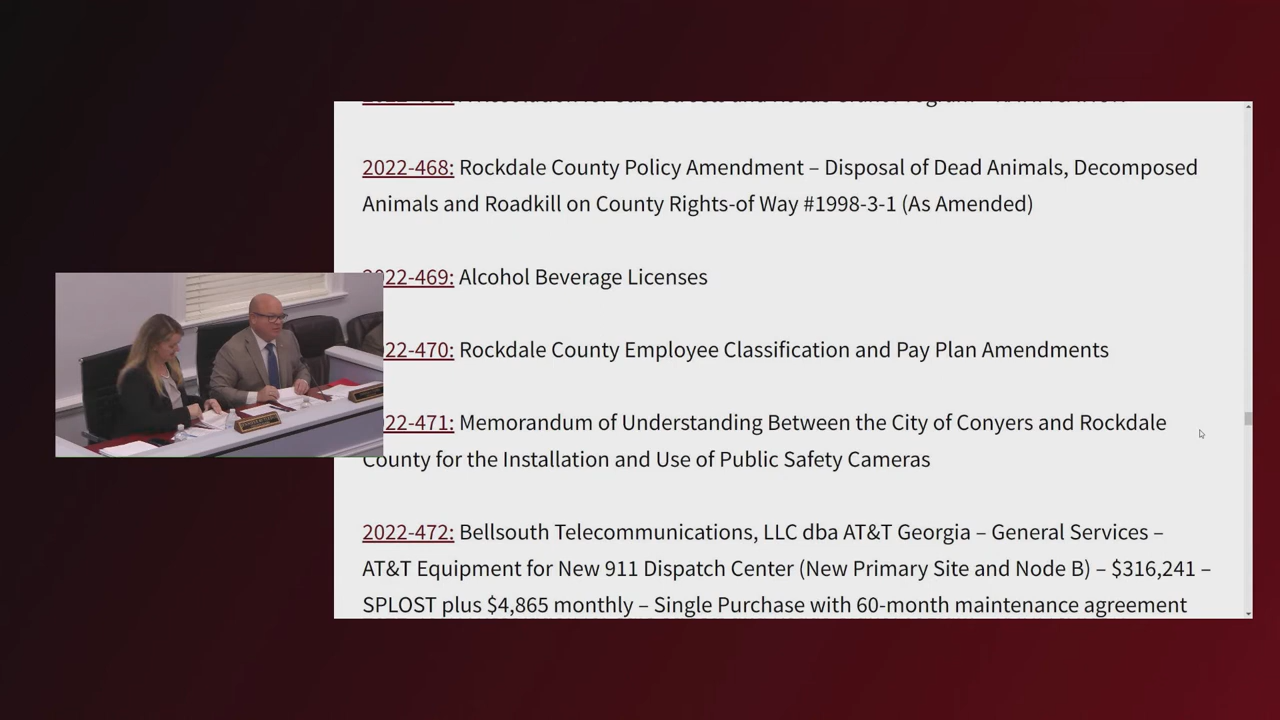 2022-468: Rockdale County Policy Amendment – Disposal of Dead Animals, Decomposed
Animals and Roadkill on County Rights-of Way #1998-3-1 (As Amended)
022-469: Alcohol Beverage Licenses
22-470: Rockdale County Employee Classification and Pay Plan Amendments
22-471: Memorandum of Understanding Between the City of Conyers and Rockdale
County for the Installation and Use of Public Safety Cameras
2022-472: Bellsouth Telecommunications, LLC dba AT&T Georgia – General Services –
AT&T Equipment for New 911 Dispatch Center (New Primary Site and Node B) – $316,241 –
SPLOST plus $4,865 monthly – Single Purchase with 60-month maintenance agreement